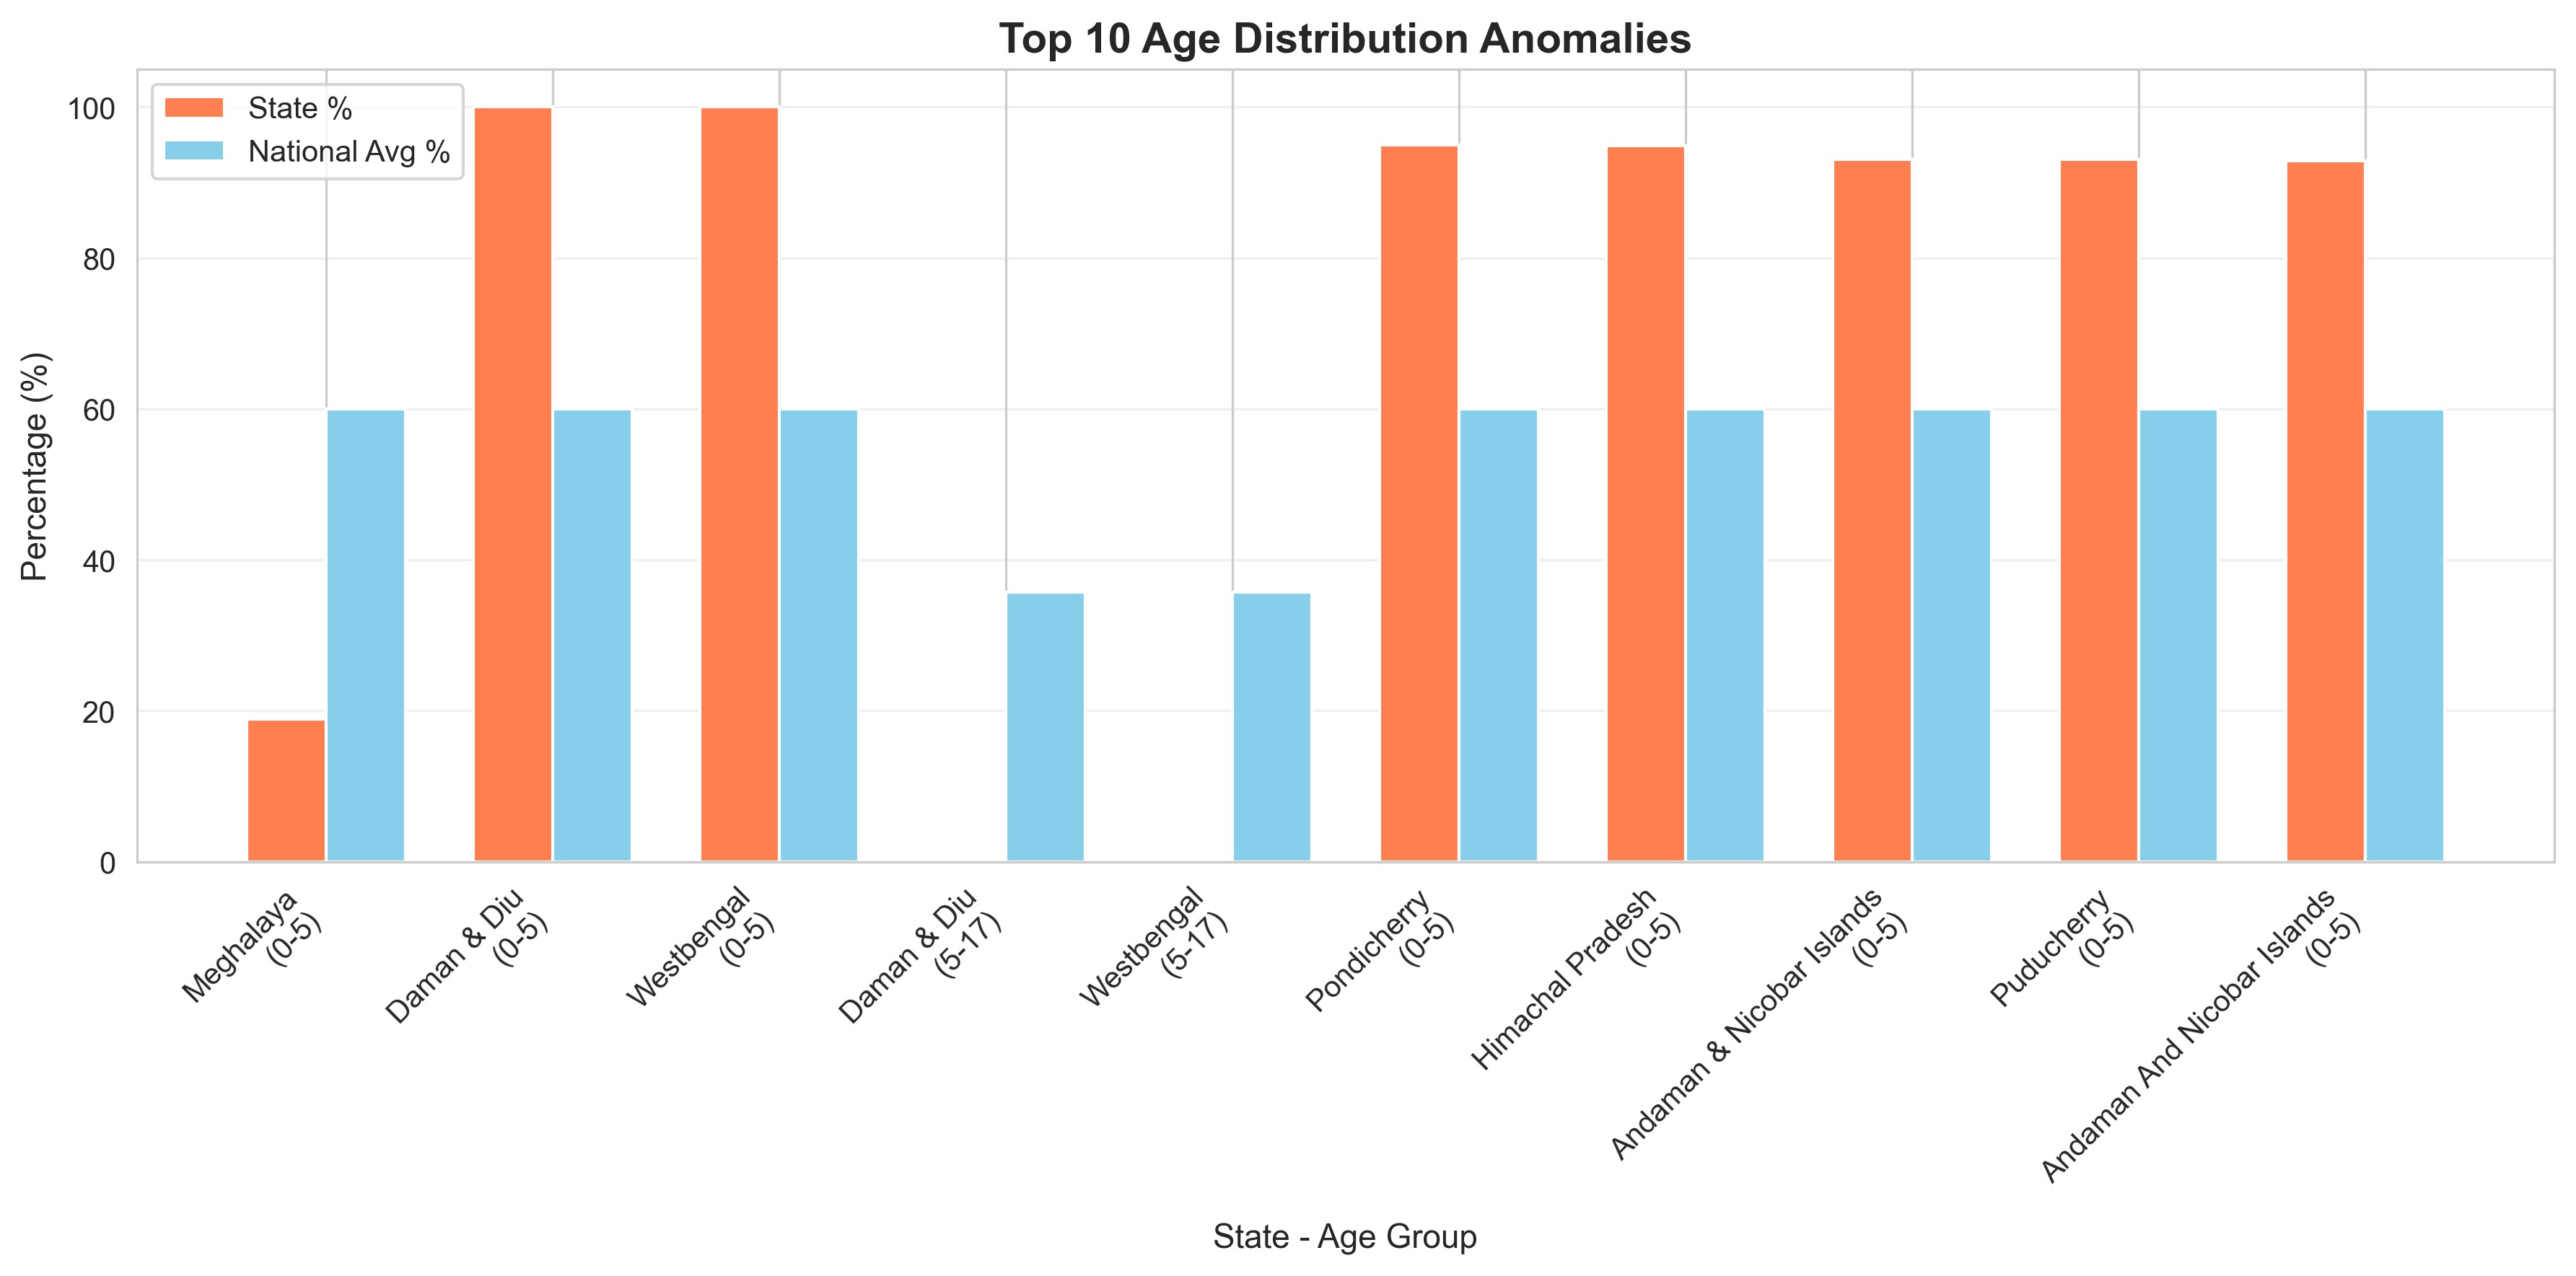 Top 10 Age Distribution Anomalies
State %
National Avg %
Percentage (%)
100
80
60
40
20
0
Meghalaya
(0-5)
Daman & Diu
(0-5)
Westbengal
(0-5)
Daman & Diu
(5-17)
Westbengal
(5-17)
Pondicherry
(0-5)
Himachal Pradesh
(0-5)
Andaman & Nicobar Islands
(0-5)
Puducherry
(0-5)
Andaman And Nicobar Islands
(0-5)
State - Age Group